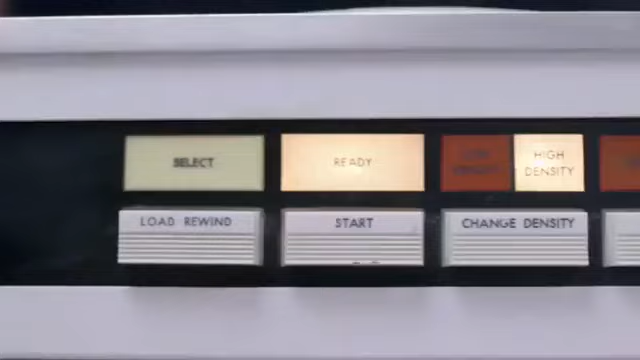 SELECT
READY
HIGH
DENSITY
LOAD REWIND
START
CHANGE DENSITY